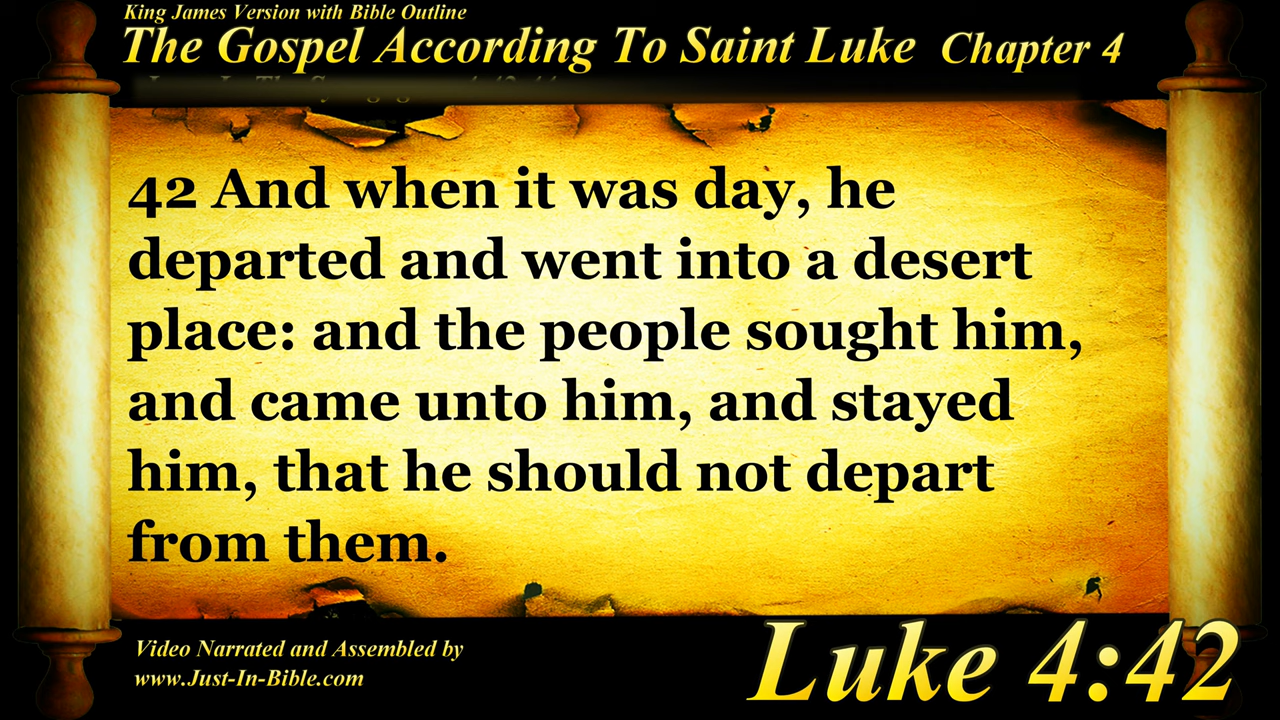 King James Version with Bible Outline
The Gospel According To Saint Luke Chapter 4
42 And when it was day, he
departed and went into a desert
place: and the people sought him,
and came unto him, and stayed
him, that he should not depart
from them.
Video Narrated and Assembled by
www.Just-In-Bible.com
Luke 4:42